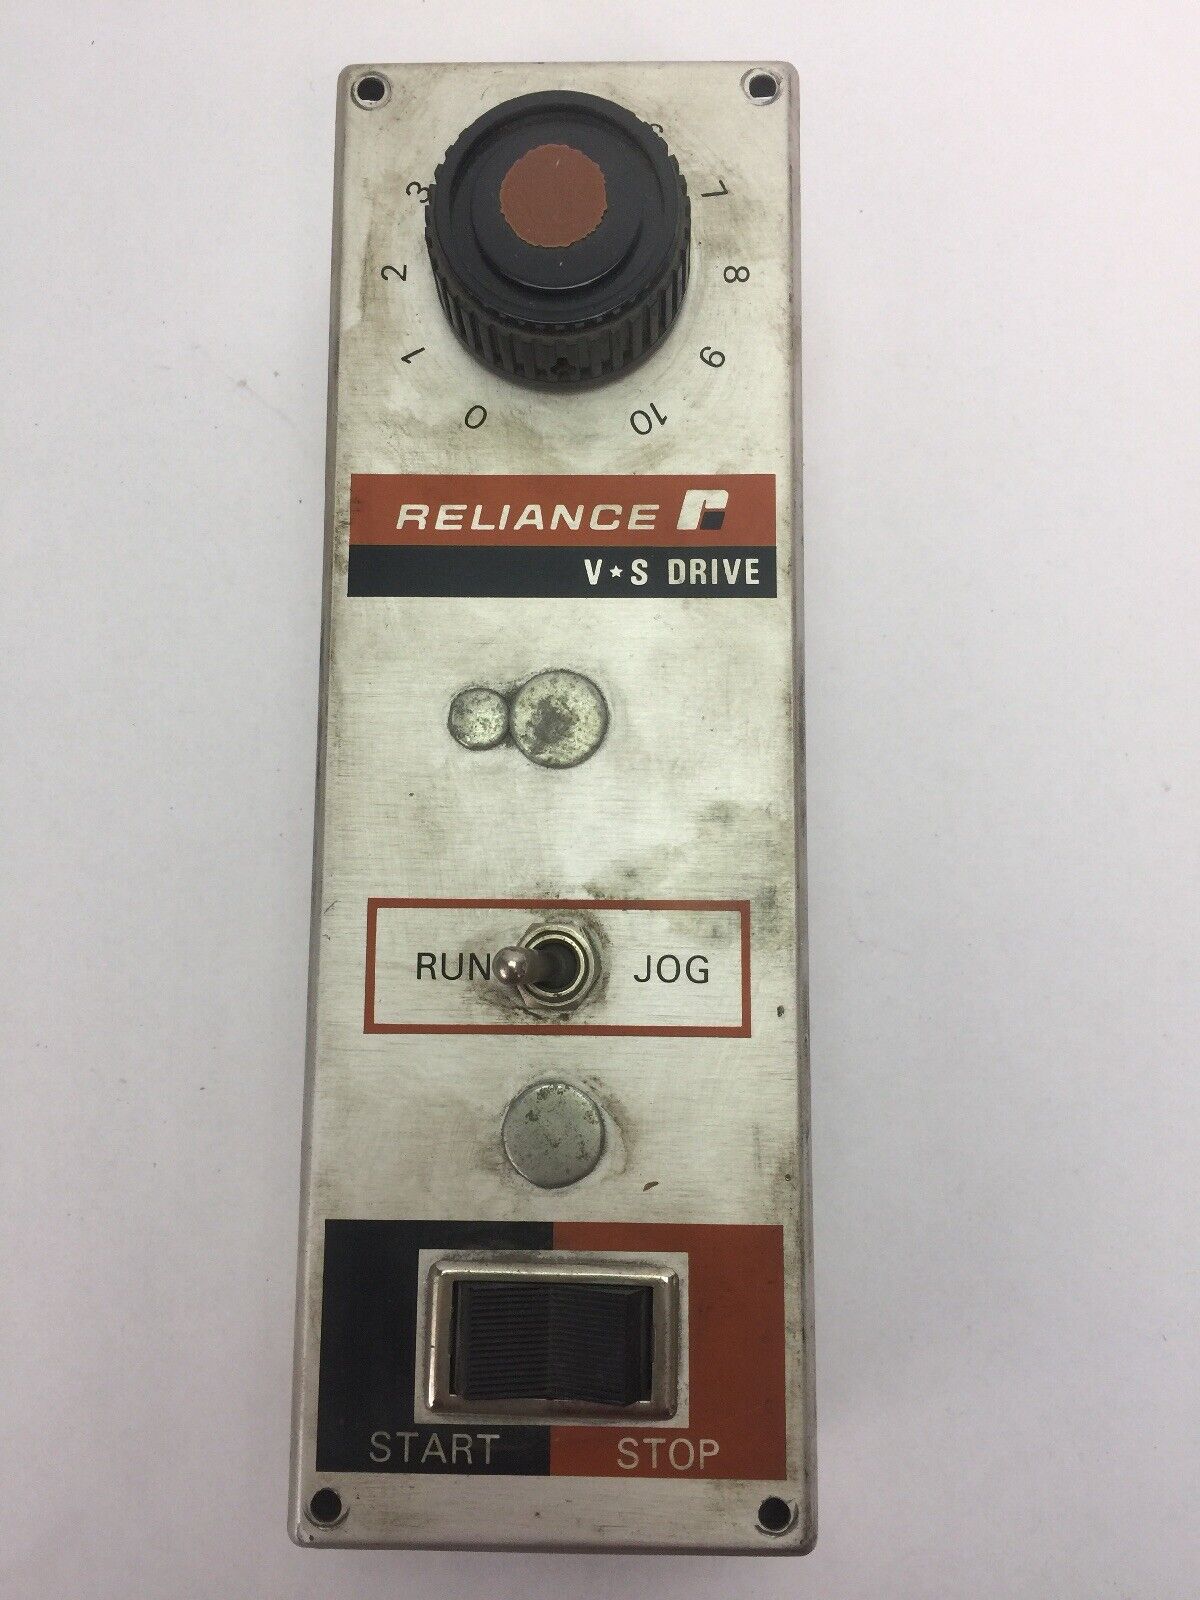 3
7
2
8
1
9
0
10
RELIANCE
V★S DRIVE
RUN JOG
START STOP